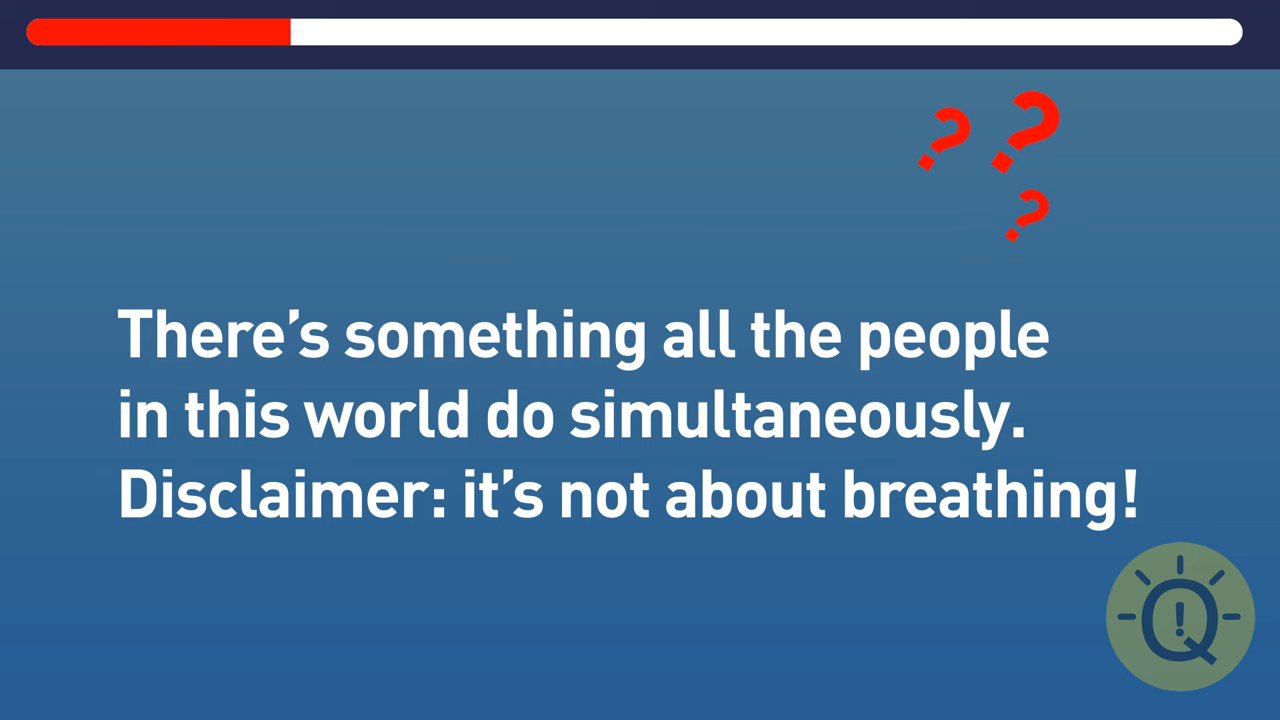 ? ?
?
There’s something all the people
in this world do simultaneously.
Disclaimer: it’s not about breathing!
Q!